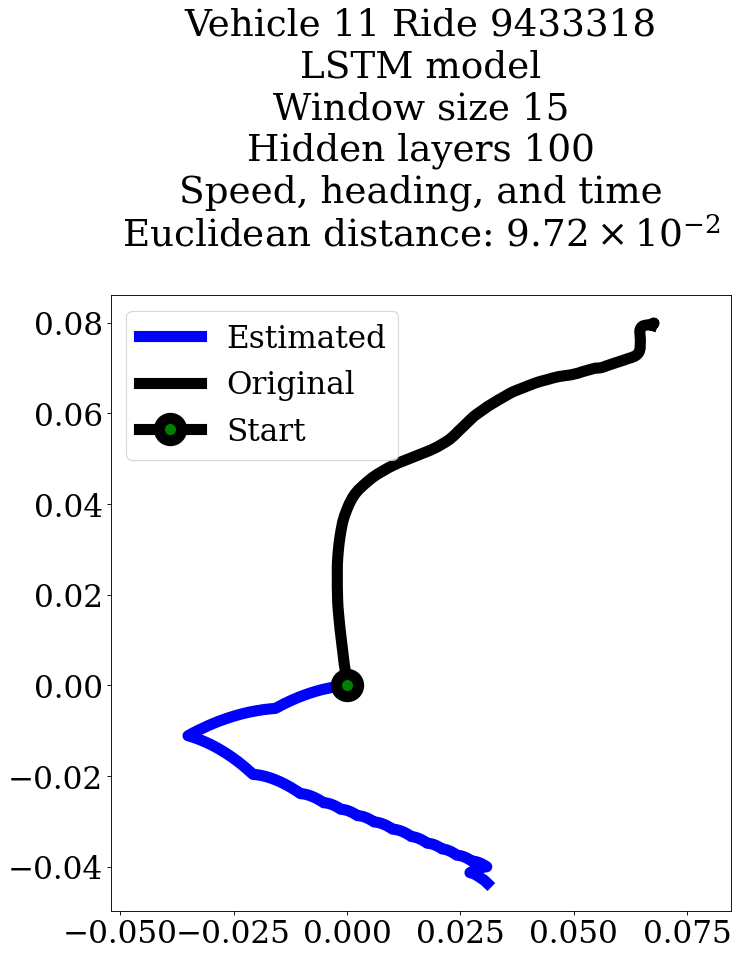 Vehicle 11 Ride 9433318
LSTM model
Window size 15
Hidden layers 100
Speed, heading, and time
Euclidean distance: 9.72 × 10⁻²
Estimated
Original
Start
0.08
0.06
0.04
0.02
0.00
−0.02
−0.04
−0.050 −0.025 0.000 0.025 0.050 0.075